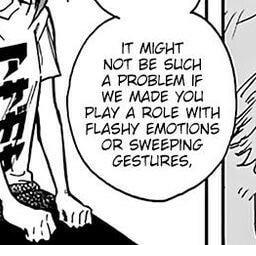 IT MIGHT
NOT BE SUCH
A PROBLEM IF
WE MADE YOU
PLAY A ROLE WITH
FLASHY EMOTIONS
OR SWEEPING
GESTURES,